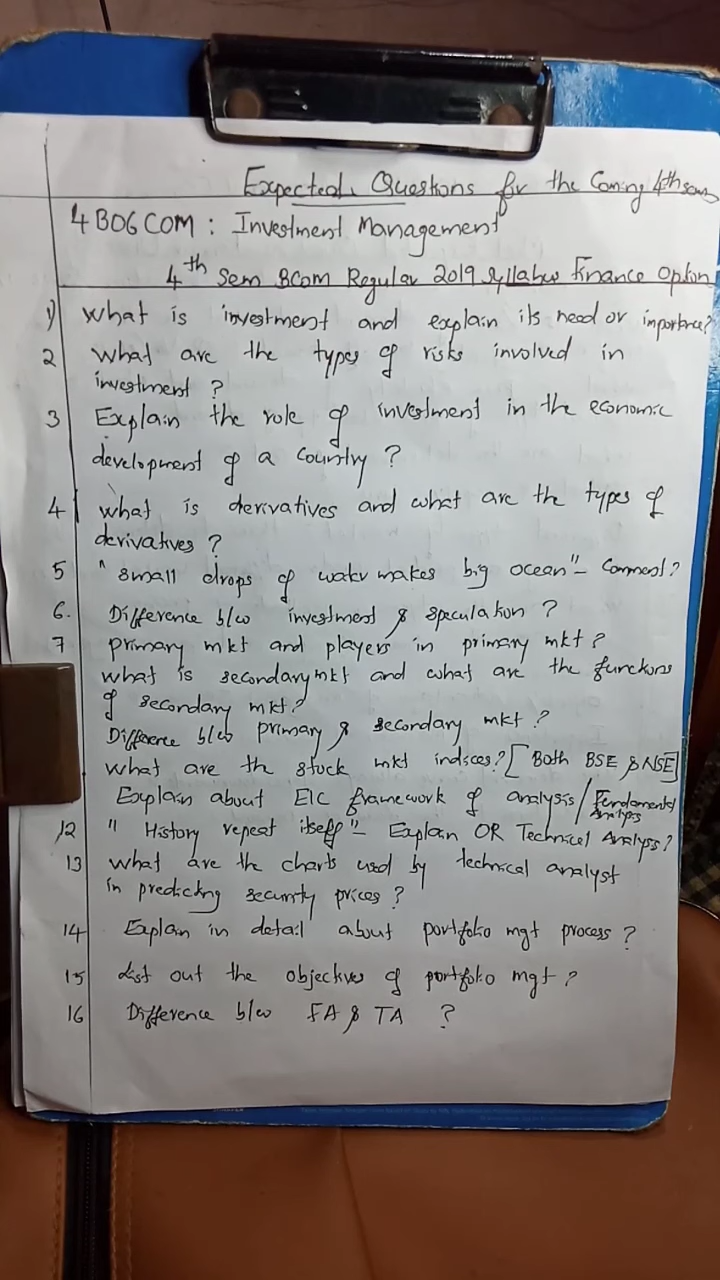 Expected Questions for the Coming 4th sem
4B06COM : Investment Management
4th Sem BCom Regular 2019 Syllabus Finance Option
1) What is investment and explain its need or importance?
2 What are the types of risks involved in
investment ?
3 Explain the role of investment in the economic
development of a Country ?
4 what is derivatives and what are the types of
derivatives ?
5 "small drops of water makes big ocean"- Comment?
6. Difference b/w investment & speculation ?
7 primary mkt and players in primary mkt ?
what is secondary mkt and what are the functions
of secondary mkt?
Difference b/w primary & secondary mkt ?
What are the stock mkt indices? [Both BSE & NSE]
Explain about EIC framework of analysis/Fundamental
Analysis
12 "History repeat itself"- Explain OR Technical Analysis?
13 What are the charts used by technical analyst
in predicting security prices ?
14 Explain in detail about portfolio mgt process ?
15 List out the objectives of portfolio mgt ?
16 Difference b/w FA & TA ?